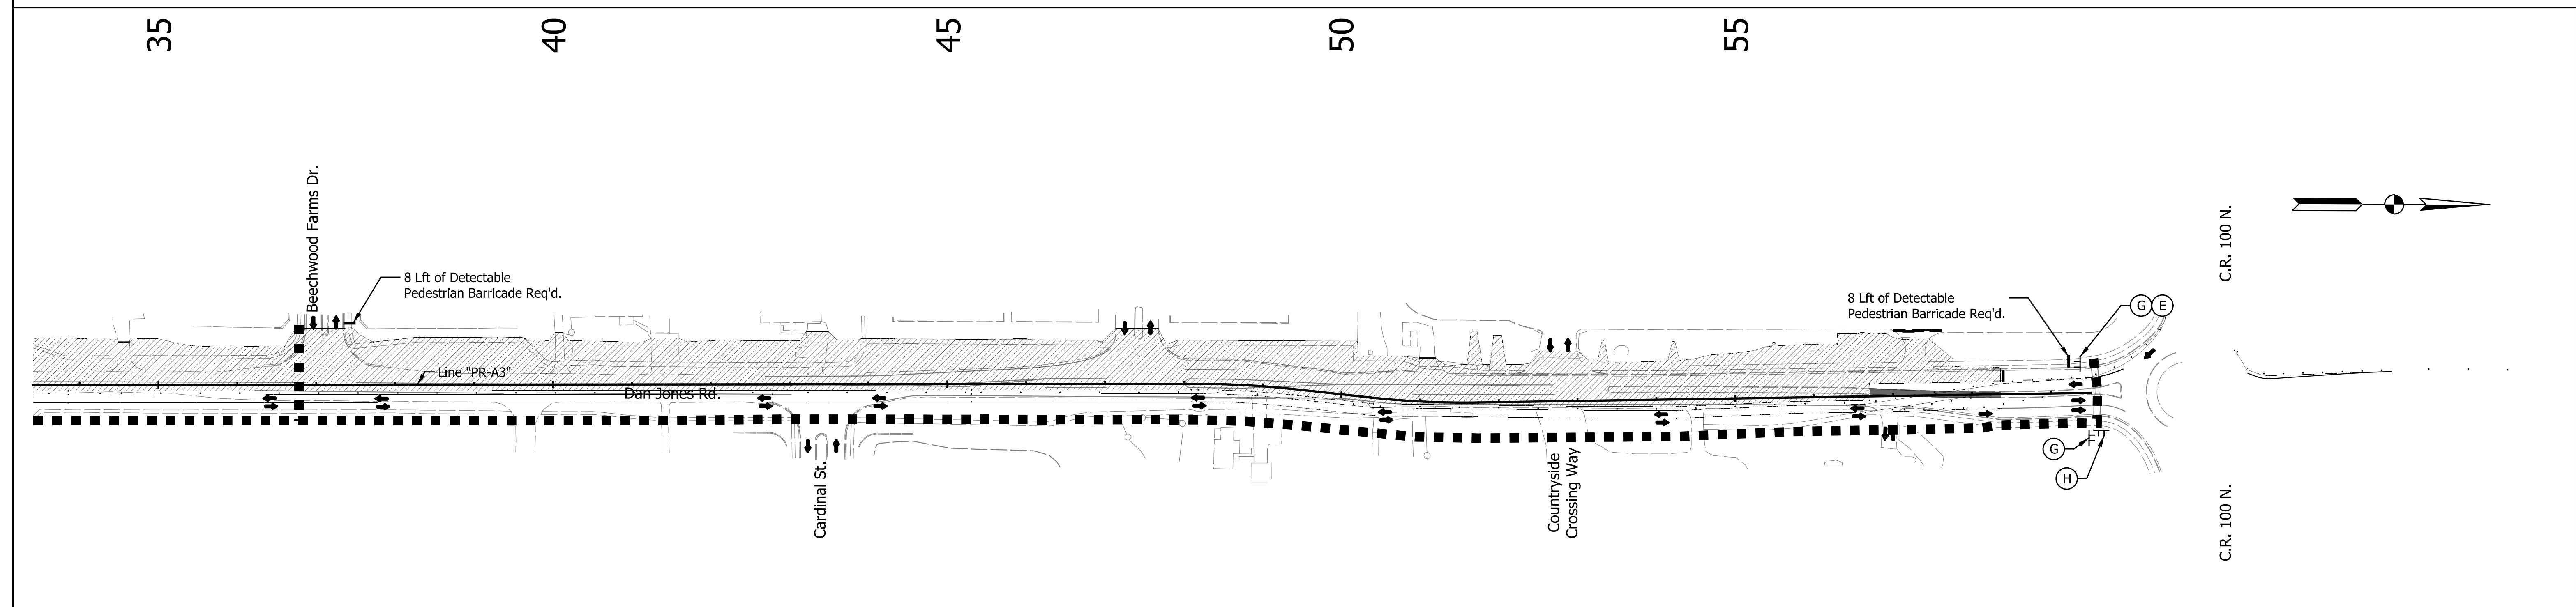 35
40
45
50
55
Beechwood Farms Dr.
8 Lft of Detectable
Pedestrian Barricade Req'd.
Line "PR-A3"
Dan Jones Rd.
Cardinal St.
Countryside
Crossing Way
8 Lft of Detectable
Pedestrian Barricade Req'd.
G E
G
H
C.R. 100 N.
C.R. 100 N.